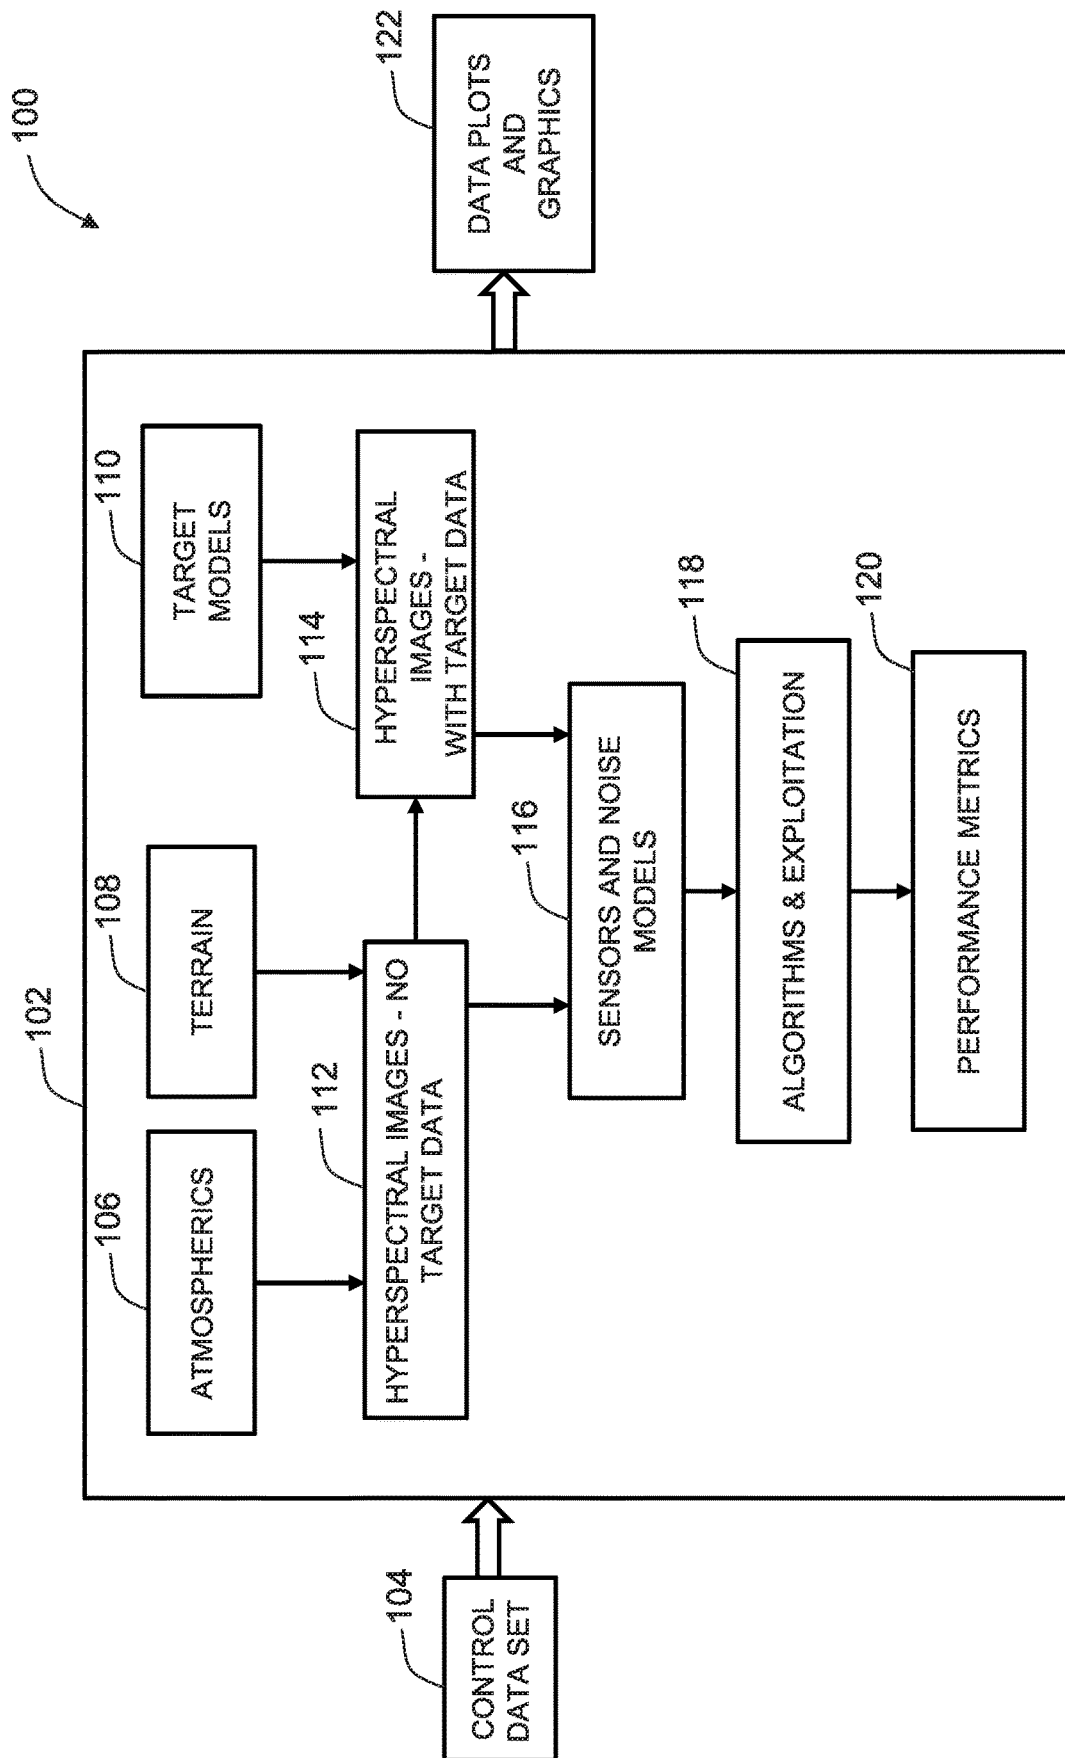 100
102
104
CONTROL
DATA SET
106
ATMOSPHERICS
108
TERRAIN
110
TARGET
MODELS
112
HYPERSPECTRAL IMAGES - NO
TARGET DATA
114
HYPERSPECTRAL
IMAGES -
WITH TARGET DATA
116
SENSORS AND NOISE
MODELS
118
ALGORITHMS & EXPLOITATION
120
PERFORMANCE METRICS
122
DATA PLOTS
AND
GRAPHICS